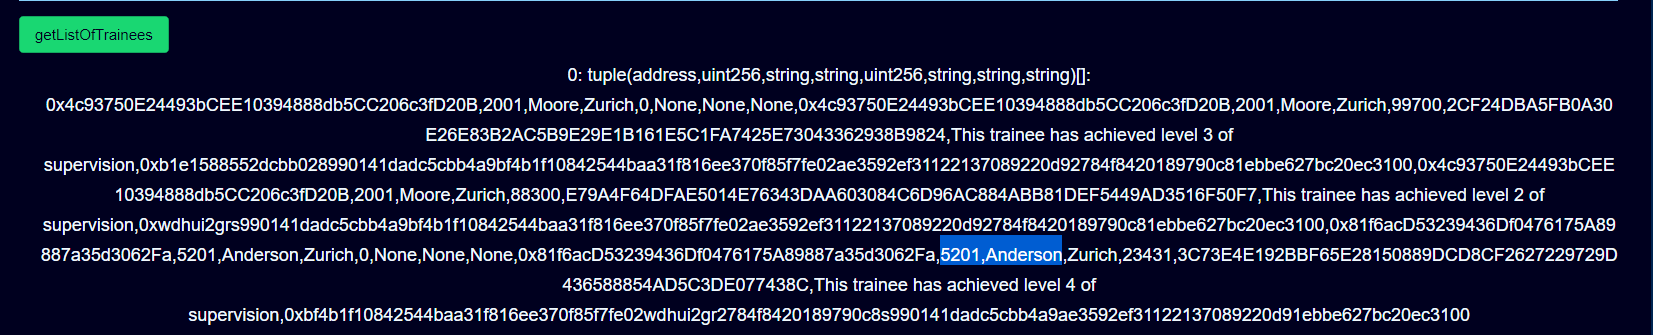 getListOfTrainees
0: tuple(address,uint256,string,string,uint256,string,string,string)[]:
0x4c93750E24493bCEE10394888db5CC206c3fD20B,2001,Moore,Zurich,0,None,None,None,0x4c93750E24493bCEE10394888db5CC206c3fD20B,2001,Moore,Zurich,99700,2CF24DBA5FB0A30
E26E83B2AC5B9E29E1B161E5C1FA7425E73043362938B9824,This trainee has achieved level 3 of
supervision,0xb1e1588552dcbb028990141dadc5cbb4a9bf4b1f10842544baa31f816ee370f85f7fe02ae3592ef31122137089220d92784f8420189790c81ebbe627bc20ec3100,0x4c93750E24493bCEE
10394888db5CC206c3fD20B,2001,Moore,Zurich,88300,E79A4F64DFAE5014E76343DAA603084C6D96AC884ABB81DEF5449AD3516F50F7,This trainee has achieved level 2 of
supervision,0xwdhui2grs990141dadc5cbb4a9bf4b1f10842544baa31f816ee370f85f7fe02ae3592ef31122137089220d92784f8420189790c81ebbe627bc20ec3100,0x81f6acD53239436Df0476175A89
887a35d3062Fa,5201,Anderson,Zurich,0,None,None,None,0x81f6acD53239436Df0476175A89887a35d3062Fa,5201,Anderson,Zurich,23431,3C73E4E192BBF65E28150889DCD8CF2627229729D
436588854AD5C3DE077438C,This trainee has achieved level 4 of
supervision,0xbf4b1f10842544baa31f816ee370f85f7fe02wdhui2gr2784f8420189790c8s990141dadc5cbb4a9ae3592ef31122137089220d91ebbe627bc20ec3100